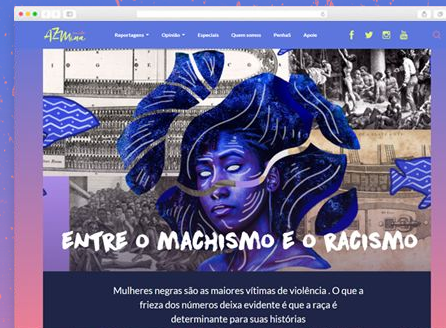 AZMina
Reportagens Opinião Especiais Quem somos PenhaS Apoie
ENTRE O MACHISMO E O RACISMO
Mulheres negras são as maiores vítimas de violência . O que a
frieza dos números deixa evidente é que a raça é
determinante para suas histórias